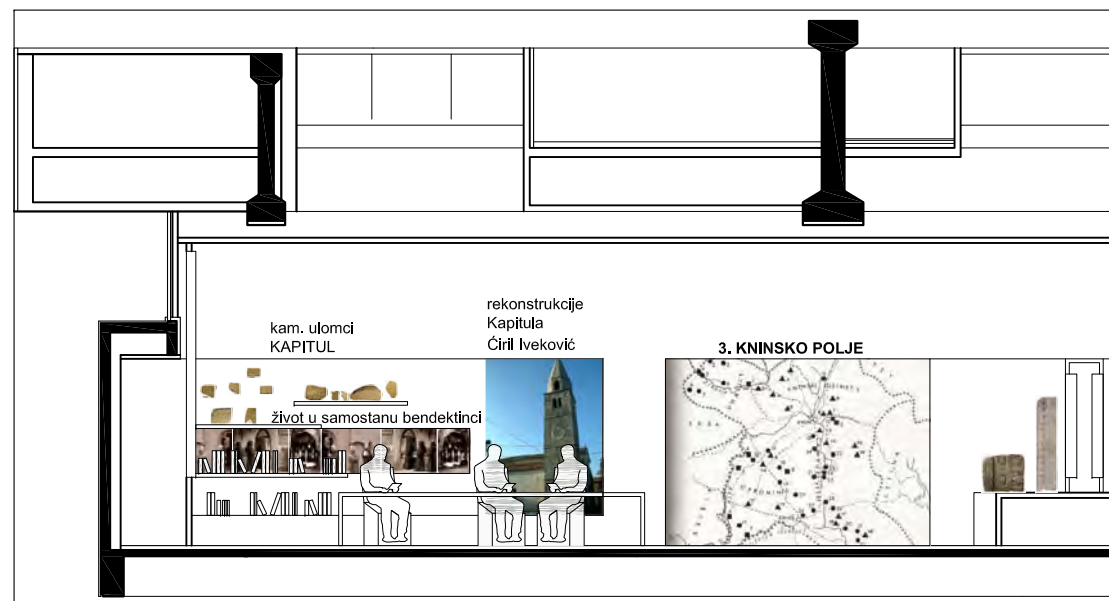 kam. ulomci
KAPITUL
rekonstrukcije
Kapitula
Ćiril Iveković
život u samostanu bendektinci
3. KNINSKO POLJE